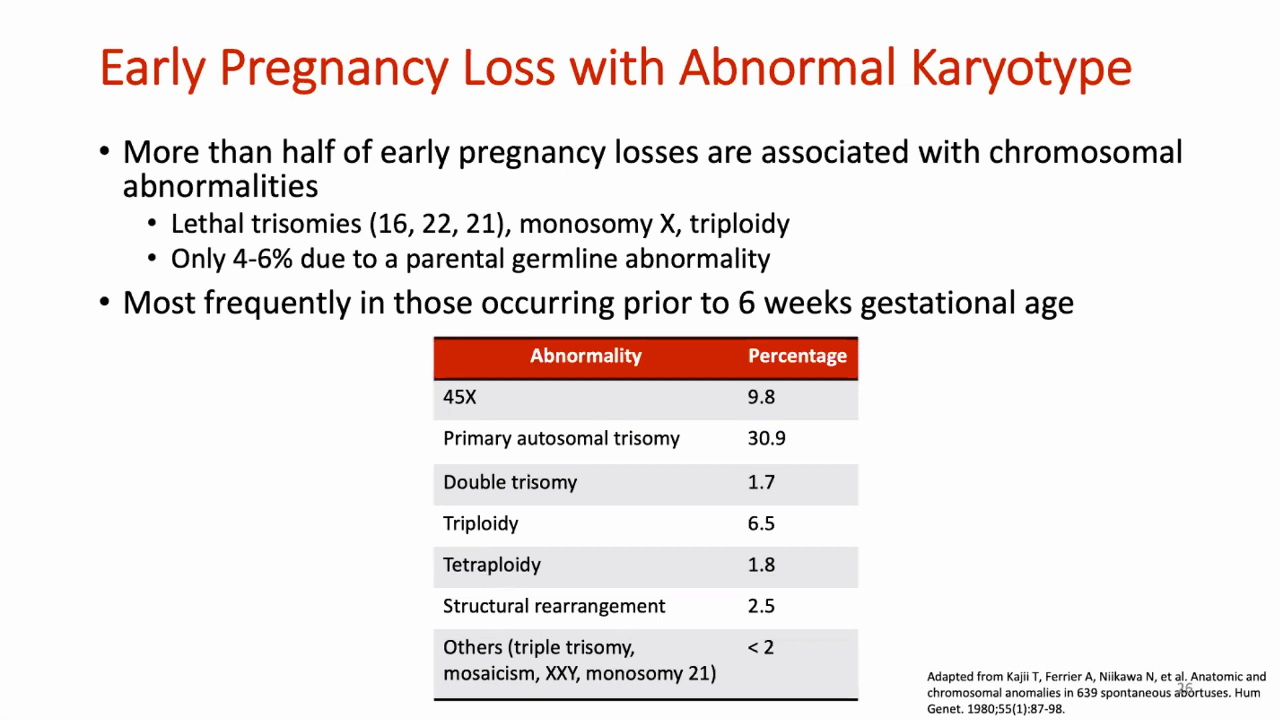 Early Pregnancy Loss with Abnormal Karyotype
• More than half of early pregnancy losses are associated with chromosomal
abnormalities
• Lethal trisomies (16, 22, 21), monosomy X, triploidy
• Only 4-6% due to a parental germline abnormality
• Most frequently in those occurring prior to 6 weeks gestational age
Abnormality Percentage
45X 9.8
Primary autosomal trisomy 30.9
Double trisomy 1.7
Triploidy 6.5
Tetraploidy 1.8
Structural rearrangement 2.5
Others (triple trisomy, < 2
mosaicism, XXY, monosomy 21)
Adapted from Kajii T, Ferrier A, Niikawa N, et al. Anatomic and
chromosomal anomalies in 639 spontaneous abortuses. Hum
Genet. 1980;55(1):87-98.
26